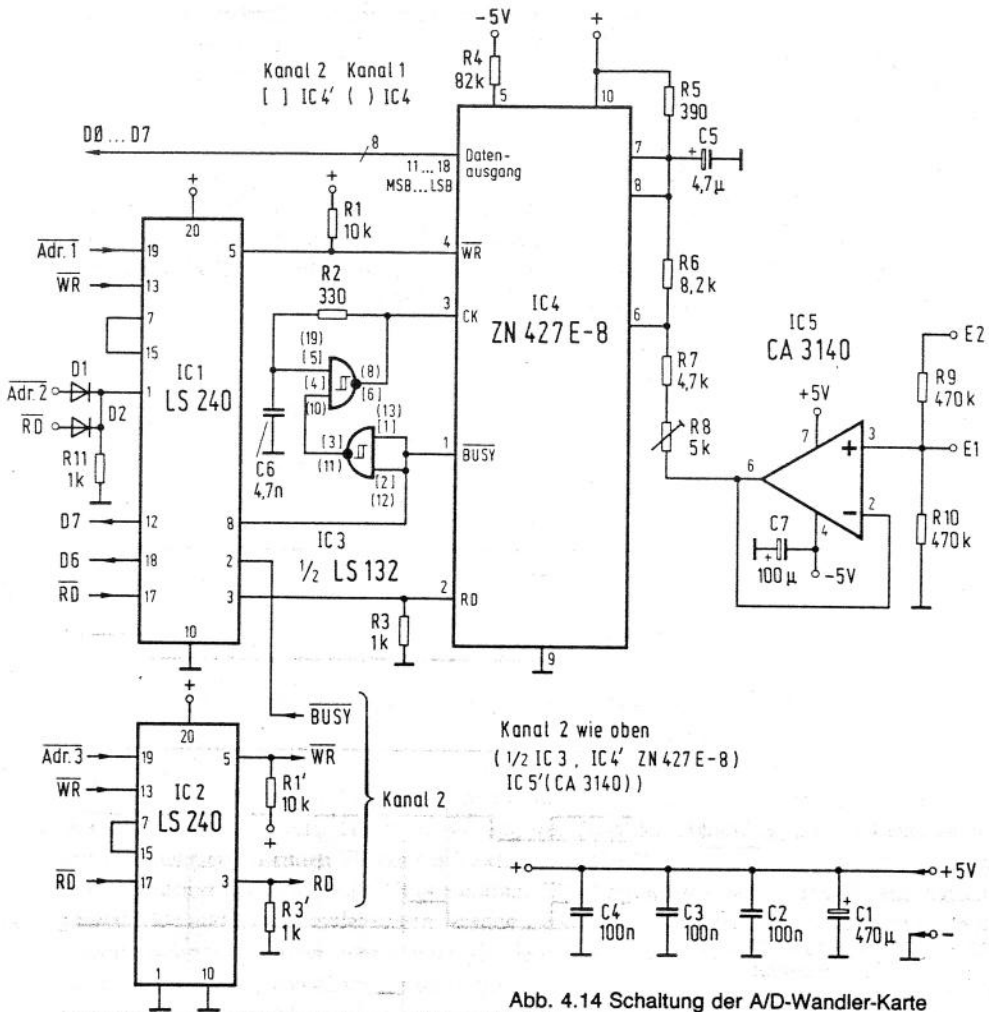 -5V
+
R4
82k
5
10
R5
390
Kanal 2 Kanal 1
[ ] IC4' ( ) IC4
DØ...D7
8
Daten-
ausgang
11...18
MSB...LSB
7
8
+ C5
4,7µ
+
20
+
R1
10k
Adr.1
19
5
4
WR
WR
13
R2
330
3
CK
IC4
ZN 427 E-8
R6
8,2k
7
15
6
(19)
[5]
[4]
(10)
(8)
[6]
IC1
LS 240
D1
Adr.2
1
D2
RD
R11
1k
C6
4,7n
[3]
(11)
(13)
[1]
[2]
(12)
1
BUSY
R7
4,7k
R8
5k
IC5
CA 3140
+5V
7
+
3
6
-
2
4
C7
+
100µ
-5V
E2
R9
470k
E1
R10
470k
D7
12
8
D6
18
2
IC3
½ LS 132
RD
17
3
2
RD
R3
1k
10
9
+
20
BUSY
Adr.3
19
5
WR
WR
13
IC2
LS 240
R1'
10k
+
7
15
Kanal 2
RD
17
3
RD
R3'
1k
1
10
Kanal 2 wie oben
(1/2 IC 3 , IC4' ZN 427 E-8)
IC 5'(CA 3140))
+
+5V
C4
100n
C3
100n
C2
100n
+
C1
470µ
-
Abb. 4.14 Schaltung der A/D-Wandler-Karte